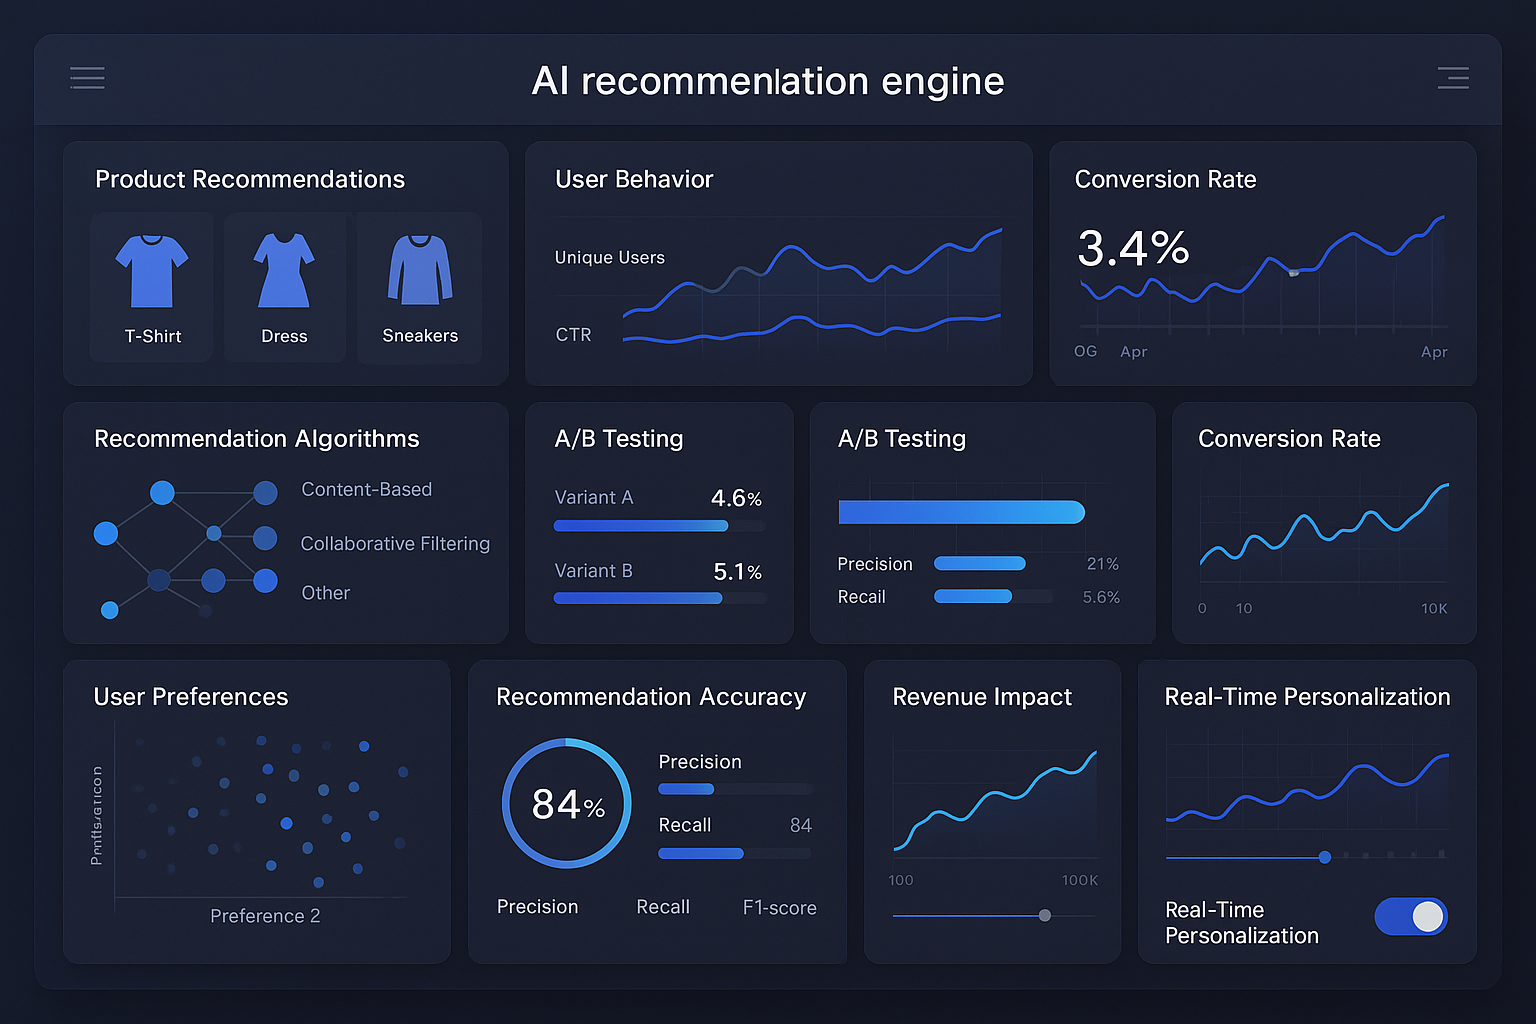 AI recommenlation engine
Product Recommendations
T-Shirt
Dress
Sneakers
User Behavior
Unique Users
CTR
Conversion Rate
3.4%
OG Apr Apr
Recommendation Algorithms
Content-Based
Collaborative Filtering
Other
A/B Testing
Variant A 4.6%
Variant B 5.1%
A/B Testing
Precision 21%
Recail 5.6%
Conversion Rate
0 10 10K
User Preferences
Preference 2
Recommendation Accuracy
84%
Precision
Recall 84
Precision Recall F1-score
Revenue Impact
100 100K
Real-Time Personalization
Real-Time
Personalization